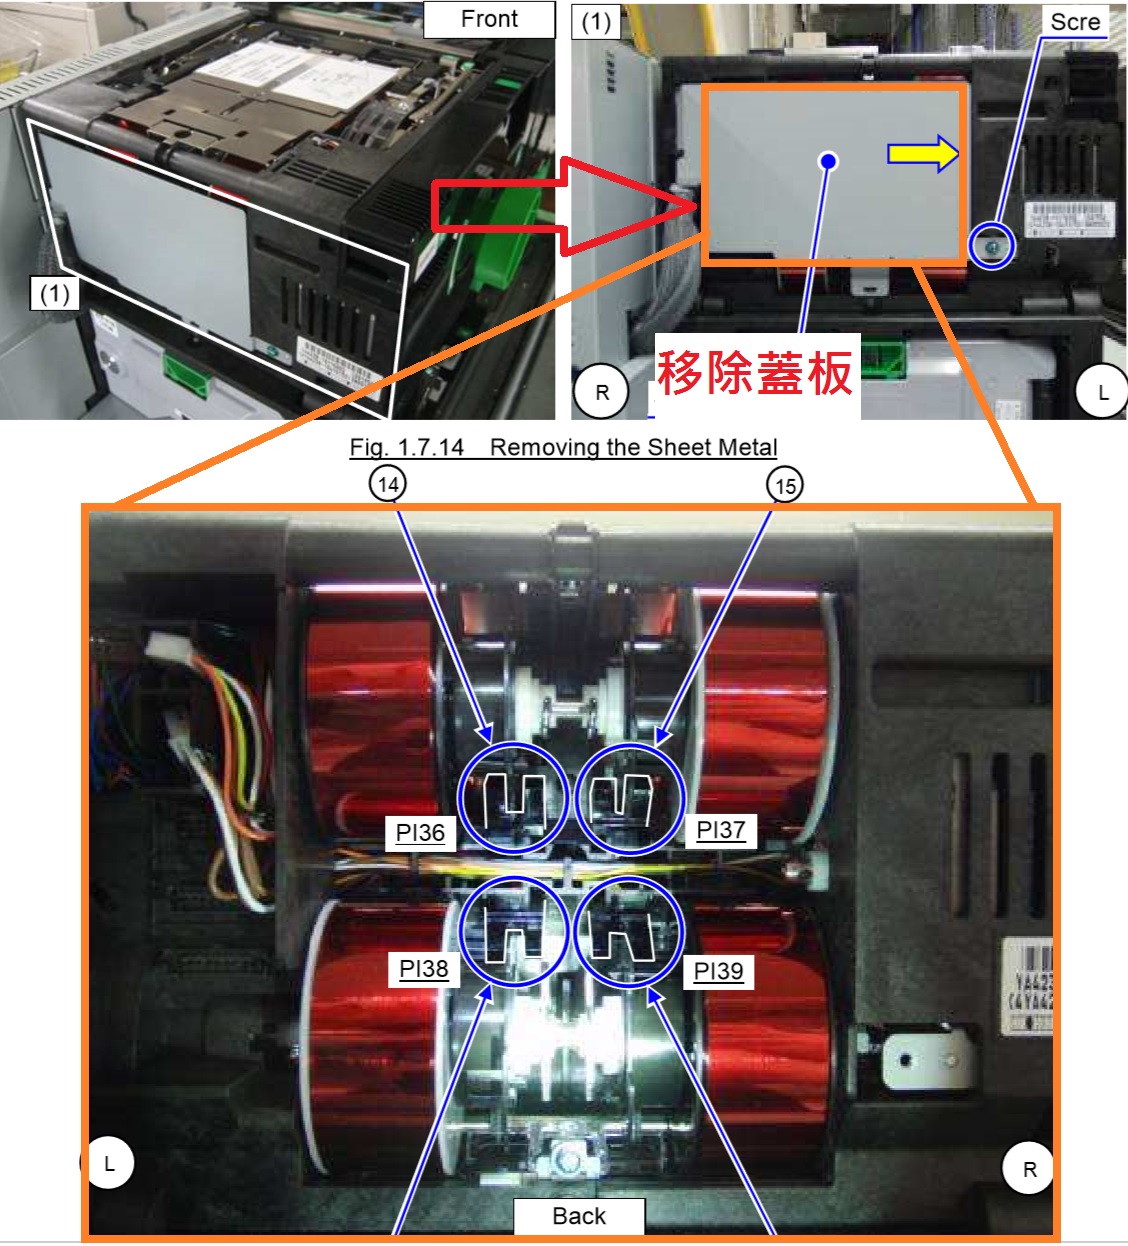 Front
(1)
Scre
(1)
R
移除蓋板
L
Fig. 1.7.14 Removing the Sheet Metal
14
15
PI36
PI37
PI38
PI39
YA423
L
R
Back